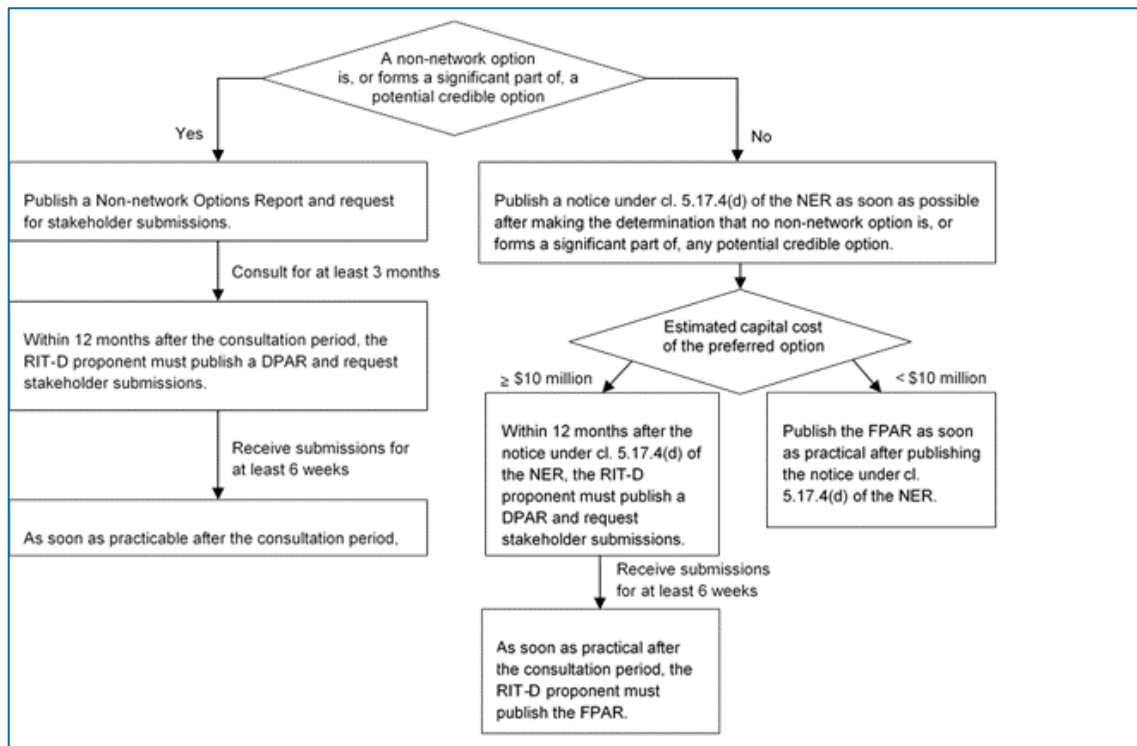 A non-network option
is, or forms a significant part of, a
potential credible option
Yes
No
Publish a Non-network Options Report and request
for stakeholder submissions.
Publish a notice under cl. 5.17.4(d) of the NER as soon as possible
after making the determination that no non-network option is, or
forms a significant part of, any potential credible option.
Consult for at least 3 months
Within 12 months after the consultation period, the
RIT-D proponent must publish a DPAR and request
stakeholder submissions.
Estimated capital cost
of the preferred option
≥ $10 million
< $10 million
Receive submissions for
at least 6 weeks
Within 12 months after the
notice under cl. 5.17.4(d) of
the NER, the RIT-D
proponent must publish a
DPAR and request
stakeholder submissions.
Publish the FPAR as soon
as practical after publishing
the notice under cl.
5.17.4(d) of the NER.
As soon as practicable after the consultation period,
Receive submissions
for at least 6 weeks
As soon as practical after
the consultation period, the
RIT-D proponent must
publish the FPAR.